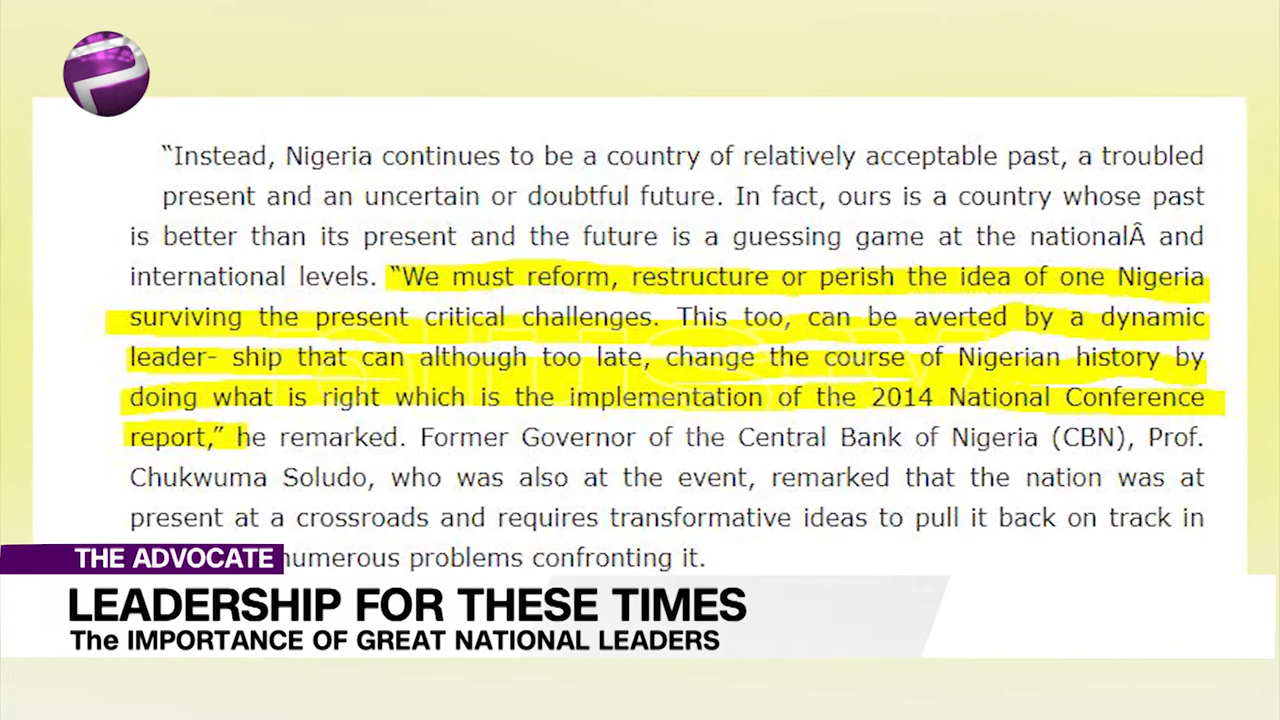 “Instead, Nigeria continues to be a country of relatively acceptable past, a troubled
present and an uncertain or doubtful future. In fact, ours is a country whose past
is better than its present and the future is a guessing game at the nationalÂ and
international levels. “We must reform, restructure or perish the idea of one Nigeria
surviving the present critical challenges. This too, can be averted by a dynamic
leader- ship that can although too late, change the course of Nigerian history by
doing what is right which is the implementation of the 2014 National Conference
report,” he remarked. Former Governor of the Central Bank of Nigeria (CBN), Prof.
Chukwuma Soludo, who was also at the event, remarked that the nation was at
present at a crossroads and requires transformative ideas to pull it back on track in
numerous problems confronting it.
THE ADVOCATE
LEADERSHIP FOR THESE TIMES
The IMPORTANCE OF GREAT NATIONAL LEADERS